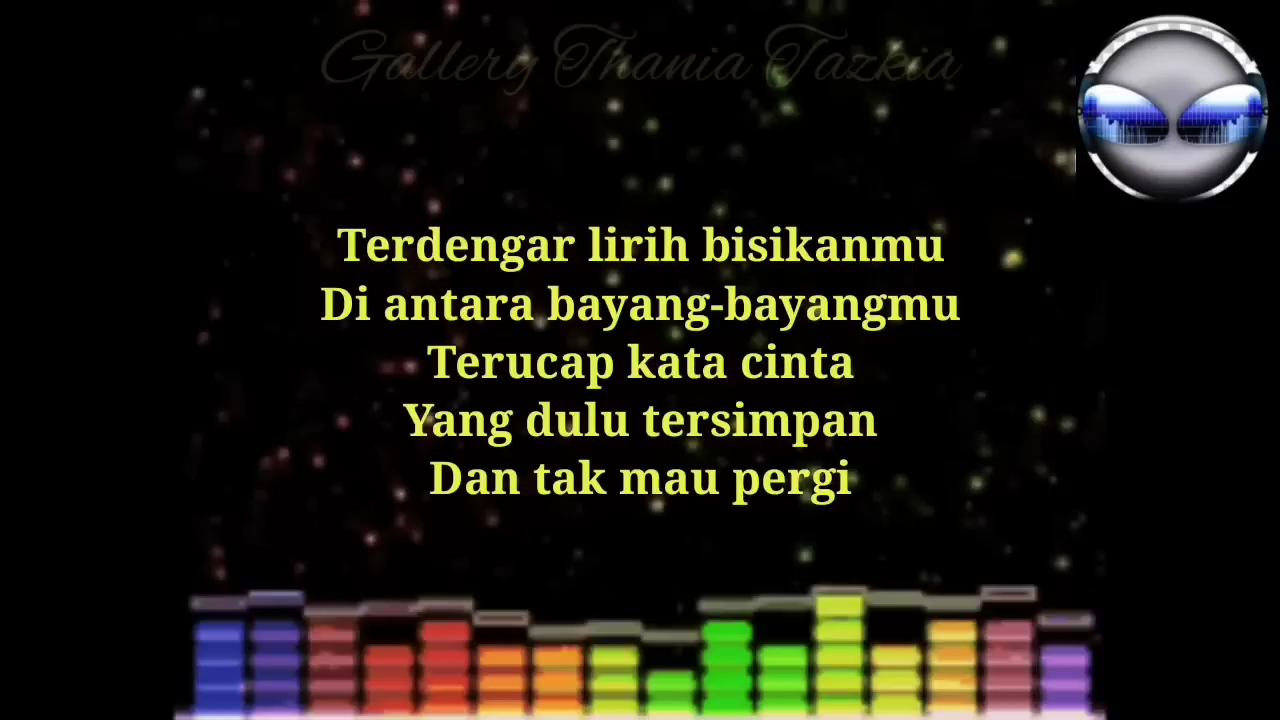 Gallery Thania Tazkia
Terdengar lirih bisikanmu
Di antara bayang-bayangmu
Terucap kata cinta
Yang dulu tersimpan
Dan tak mau pergi